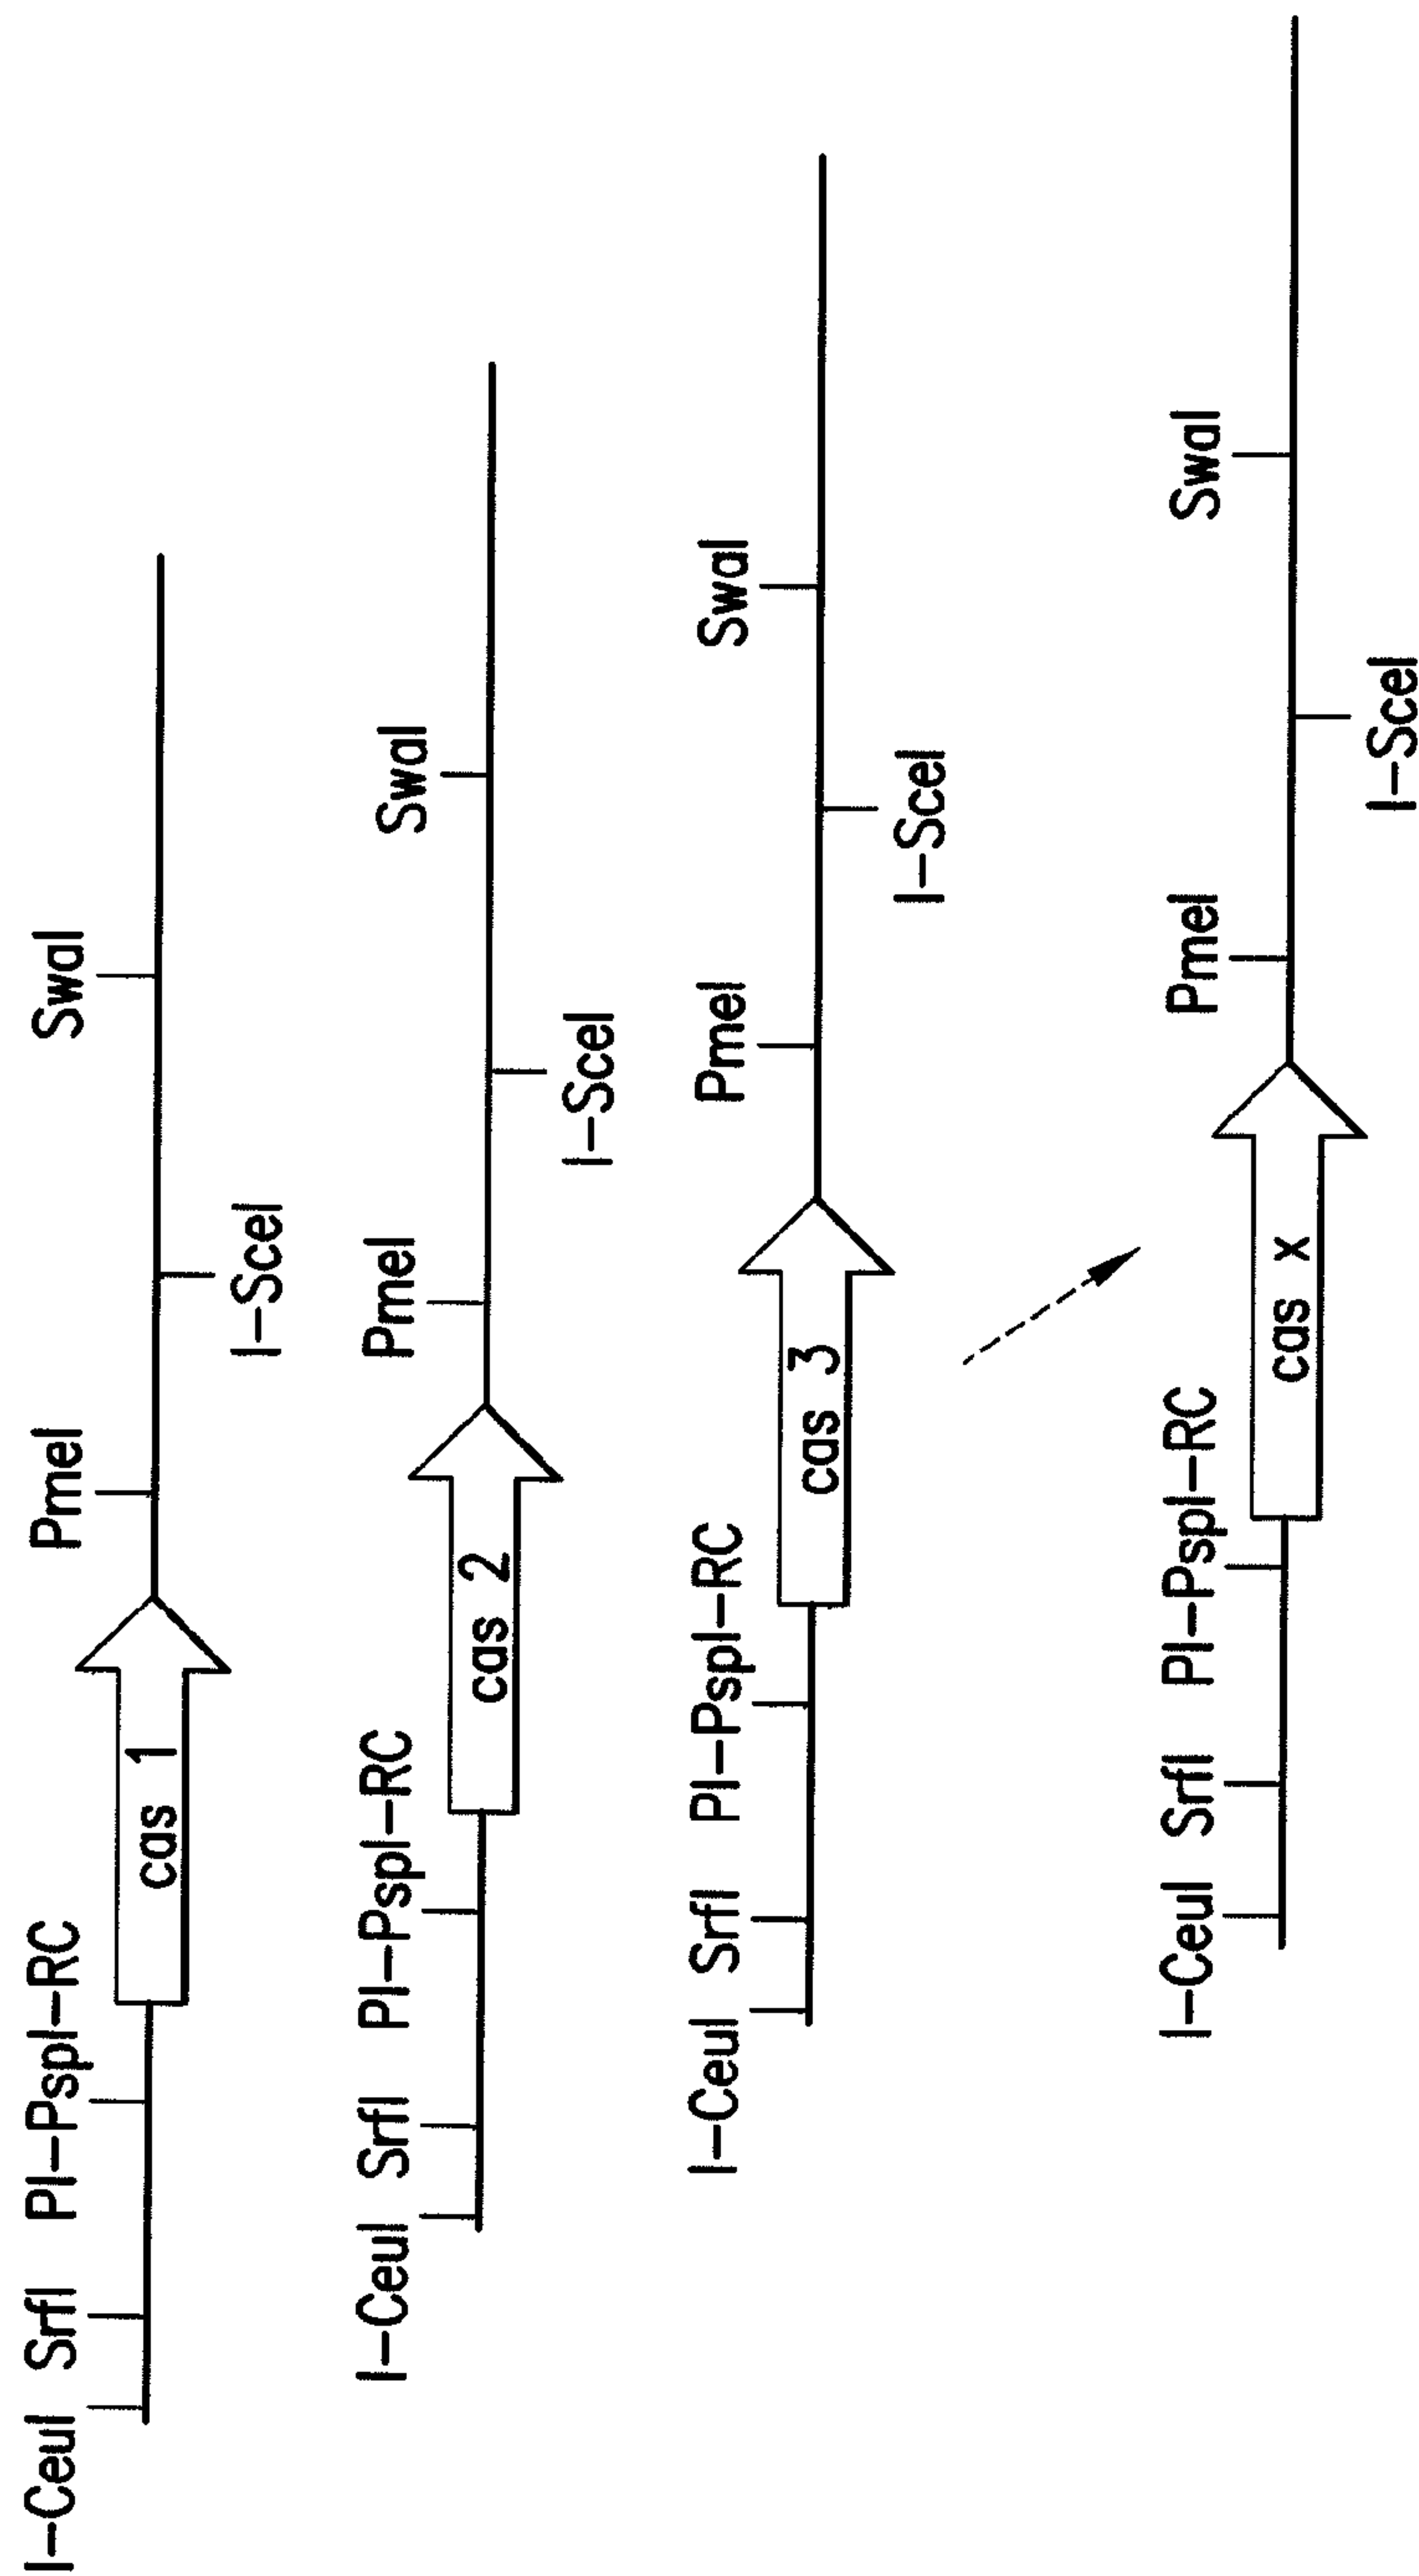 I-CeuI SrfI PI-PspI-RC cas 1 PmeI SwaI
I-SceI
I-CeuI SrfI PI-PspI-RC cas 2 PmeI SwaI
I-SceI
I-CeuI SrfI PI-PspI-RC cas 3 PmeI SwaI
I-SceI
I-CeuI SrfI PI-PspI-RC cas x PmeI SwaI
I-SceI